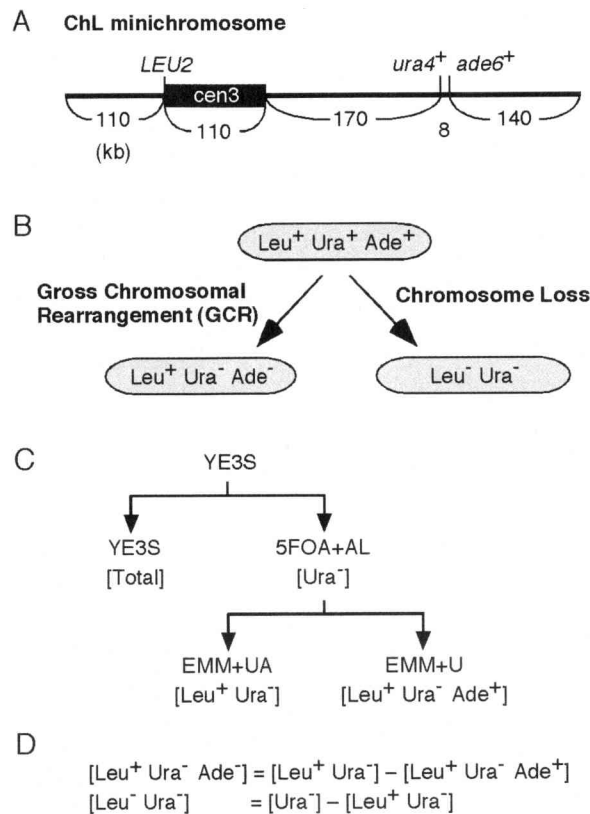 A ChL minichromosome
LEU2 ura4+ ade6+
cen3
110 110 170 8 140
(kb)
B
Leu+ Ura+ Ade+
Gross Chromosomal
Rearrangement (GCR)
Chromosome Loss
Leu+ Ura- Ade-
Leu- Ura-
C
YE3S
YE3S 5FOA+AL
[Total] [Ura-]
EMM+UA EMM+U
[Leu+ Ura-] [Leu+ Ura- Ade+]
D
[Leu+ Ura- Ade-] = [Leu+ Ura-] – [Leu+ Ura- Ade+]
[Leu- Ura-] = [Ura-] – [Leu+ Ura-]